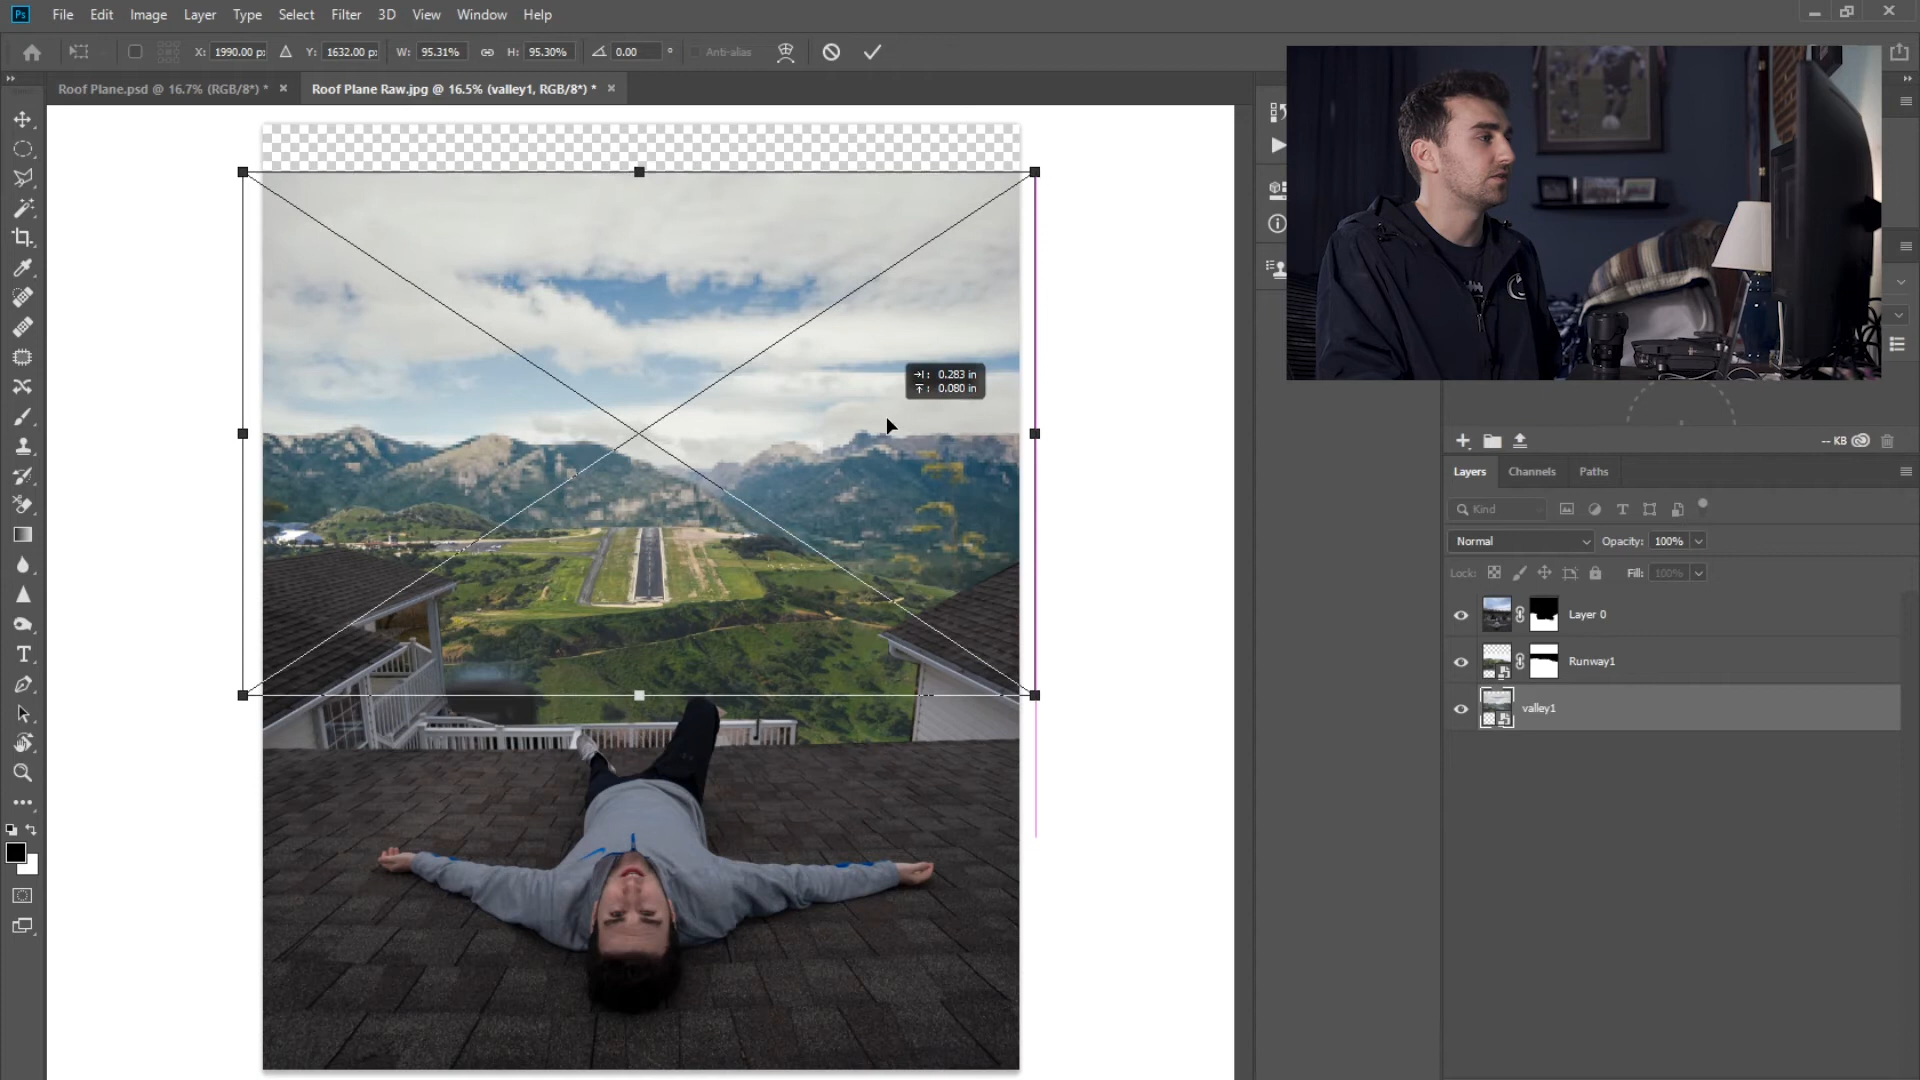 Ps File Edit Image Layer Type Select Filter 3D View Window Help
X: 1990.00 px Y: 1632.00 px W: 95.31% H: 95.30% 0.00 ° Anti-alias
Roof Plane.psd @ 16.7% (RGB/8*) * × Roof Plane Raw.jpg @ 16.5% (valley1, RGB/8*) * ×
0.283 in
0.080 in
-- KB
Layers Channels Paths
Kind
Normal Opacity: 100%
Lock: Fill: 100%
Layer 0
Runway1
valley1